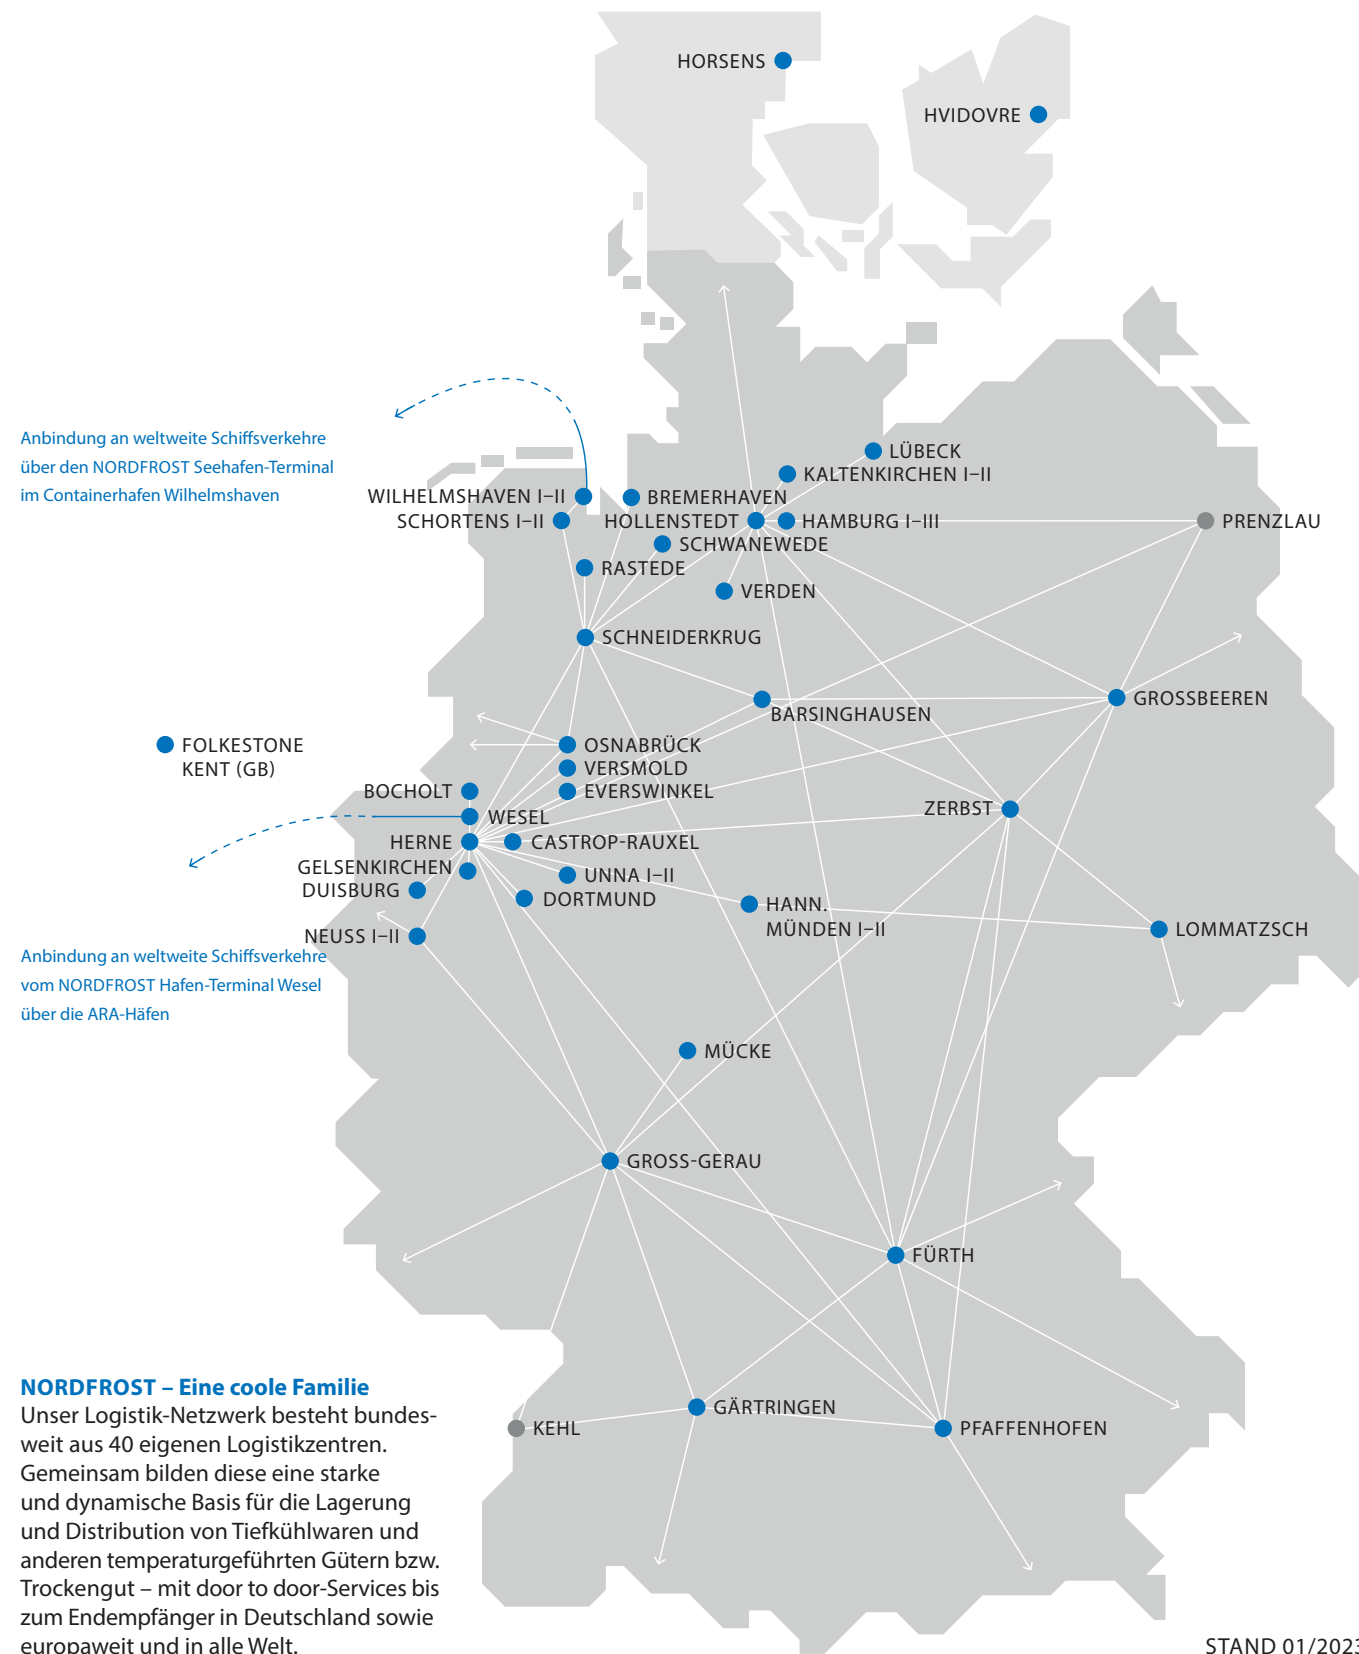 HORSENS
HVIDOVRE
Anbindung an weltweite Schiffsverkehre
über den NORDFROST Seehafen-Terminal
im Containerhafen Wilhelmshaven
LÜBECK
KALTENKIRCHEN I–II
WILHELMSHAVEN I–II
BREMERHAVEN
SCHORTENS I–II
HOLLENSTEDT
HAMBURG I–III
PRENZLAU
SCHWANEWEDE
RASTEDE
VERDEN
SCHNEIDERKRUG
GROSSBEEREN
BARSINGHAUSEN
FOLKESTONE
KENT (GB)
OSNABRÜCK
VERSMOLD
BOCHOLT
EVERSWINKEL
WESEL
ZERBST
HERNE
CASTROP-RAUXEL
GELSENKIRCHEN
UNNA I–II
DUISBURG
DORTMUND
HANN.
MÜNDEN I–II
NEUSS I–II
LOMMATZSCH
Anbindung an weltweite Schiffsverkehre
vom NORDFROST Hafen-Terminal Wesel
über die ARA-Häfen
MÜCKE
GROSS-GERAU
FÜRTH
GÄRTRINGEN
KEHL
PFAFFENHOFEN
NORDFROST – Eine coole Familie
Unser Logistik-Netzwerk besteht bundes-
weit aus 40 eigenen Logistikzentren.
Gemeinsam bilden diese eine starke
und dynamische Basis für die Lagerung
und Distribution von Tiefkühlwaren und
anderen temperaturgeführten Gütern bzw.
Trockengut – mit door to door-Services bis
zum Endempfänger in Deutschland sowie
europaweit und in alle Welt.
STAND 01/2023